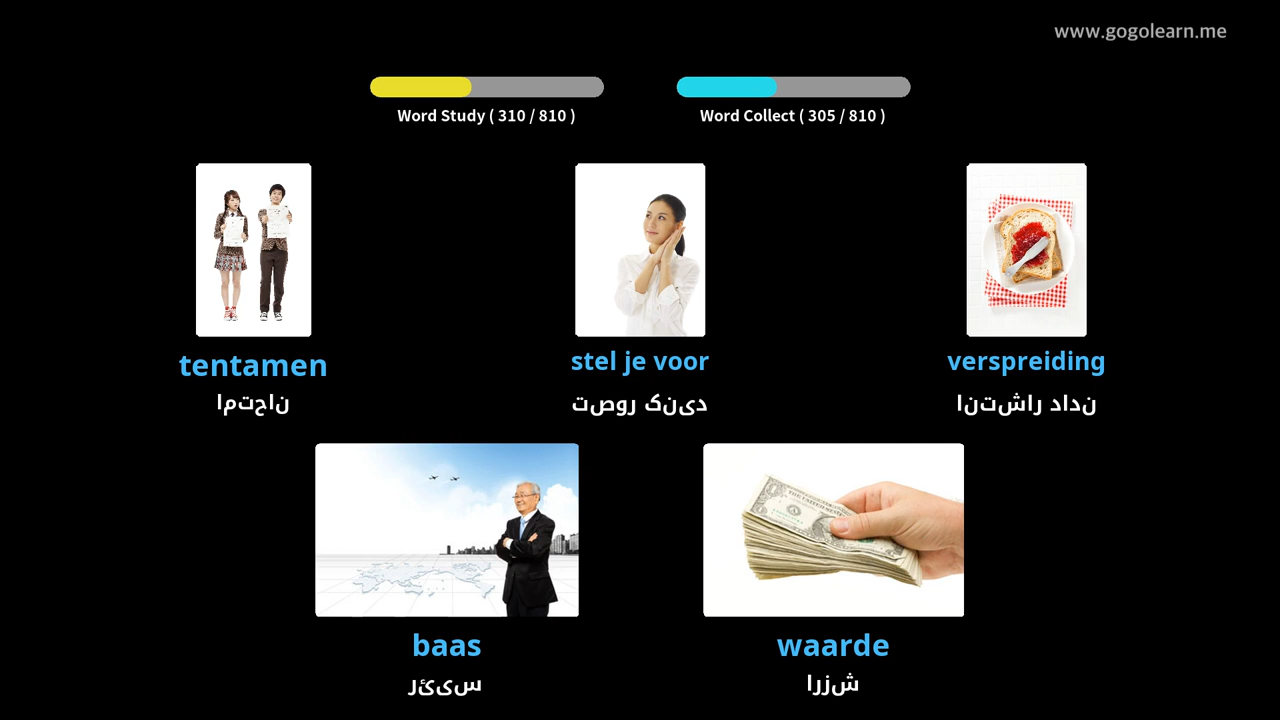 www.gogolearn.me
Word Study ( 310 / 810 )
Word Collect ( 305 / 810 )
tentamen
امتحان
stel je voor
تصور کنید
verspreiding
انتشار دادن
baas
رئیس
waarde
ارزش